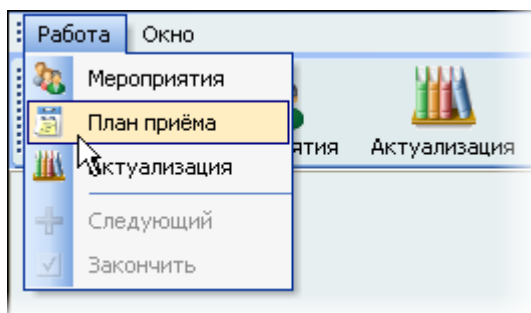 Работа Окно
Мероприятия
План приёма
ятия Актуализация
Актуализация
Следующий
Закончить